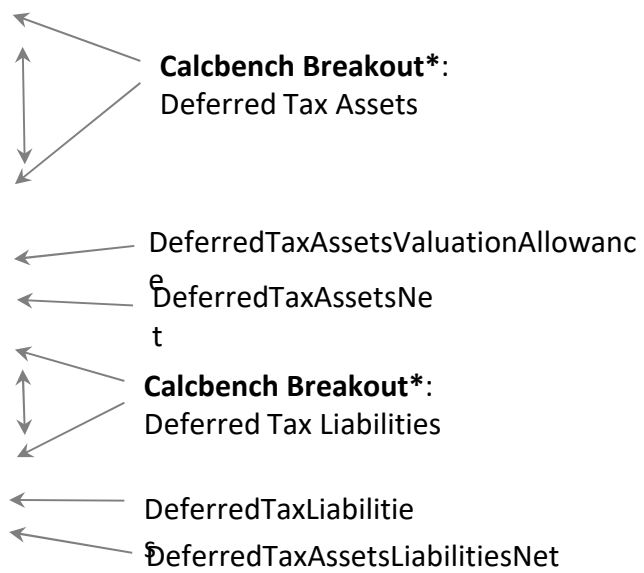 Calcbench Breakout*:
Deferred Tax Assets
DeferredTaxAssetsValuationAllowanc
e
DeferredTaxAssetsNe
t
Calcbench Breakout*:
Deferred Tax Liabilities
DeferredTaxLiabilitie
s
DeferredTaxAssetsLiabilitiesNet